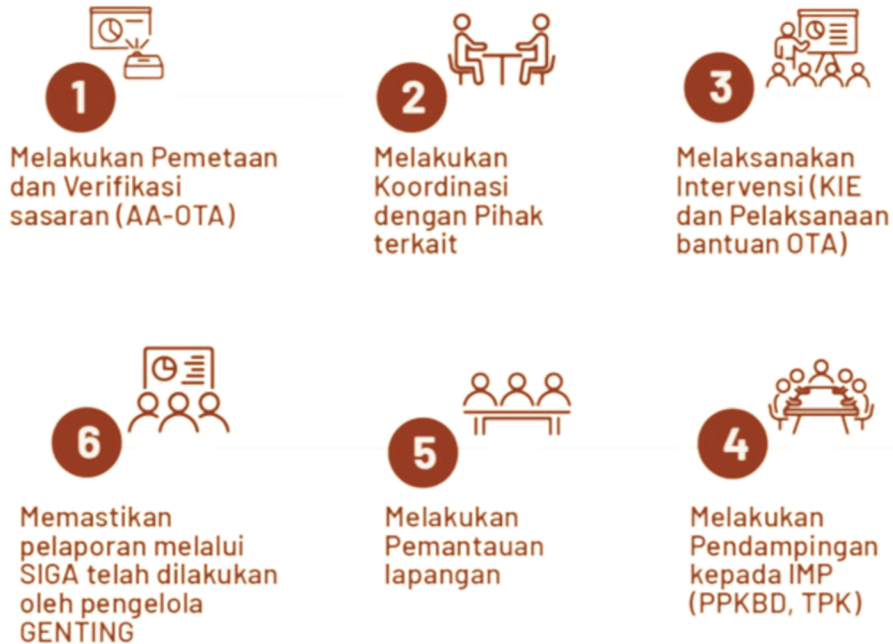 1
Melakukan Pemetaan
dan Verifikasi
sasaran (AA-OTA)
2
Melakukan
Koordinasi
dengan Pihak
terkait
3
Melaksanakan
Intervensi (KIE
dan Pelaksanaan
bantuan OTA)
4
Melakukan
Pendampingan
kepada IMP
(PPKBD, TPK)
5
Melakukan
Pemantauan
lapangan
6
Memastikan
pelaporan melalui
SIGA telah dilakukan
oleh pengelola
GENTING